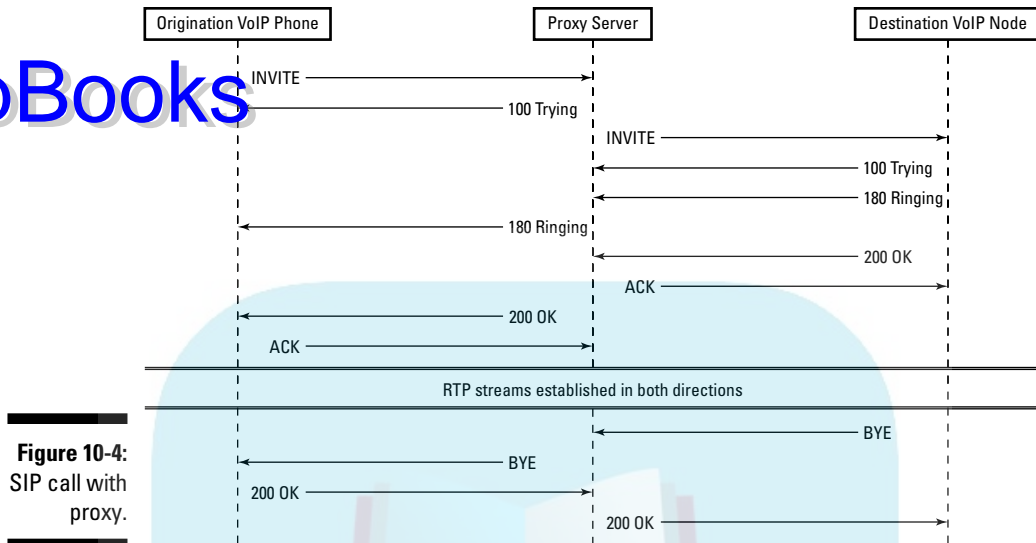 Origination VoIP Phone
Proxy Server
Destination VoIP Node
oBooks
INVITE
100 Trying
INVITE
100 Trying
180 Ringing
180 Ringing
200 OK
ACK
200 OK
ACK
RTP streams established in both directions
BYE
BYE
200 OK
200 OK
Figure 10-4:
SIP call with
proxy.